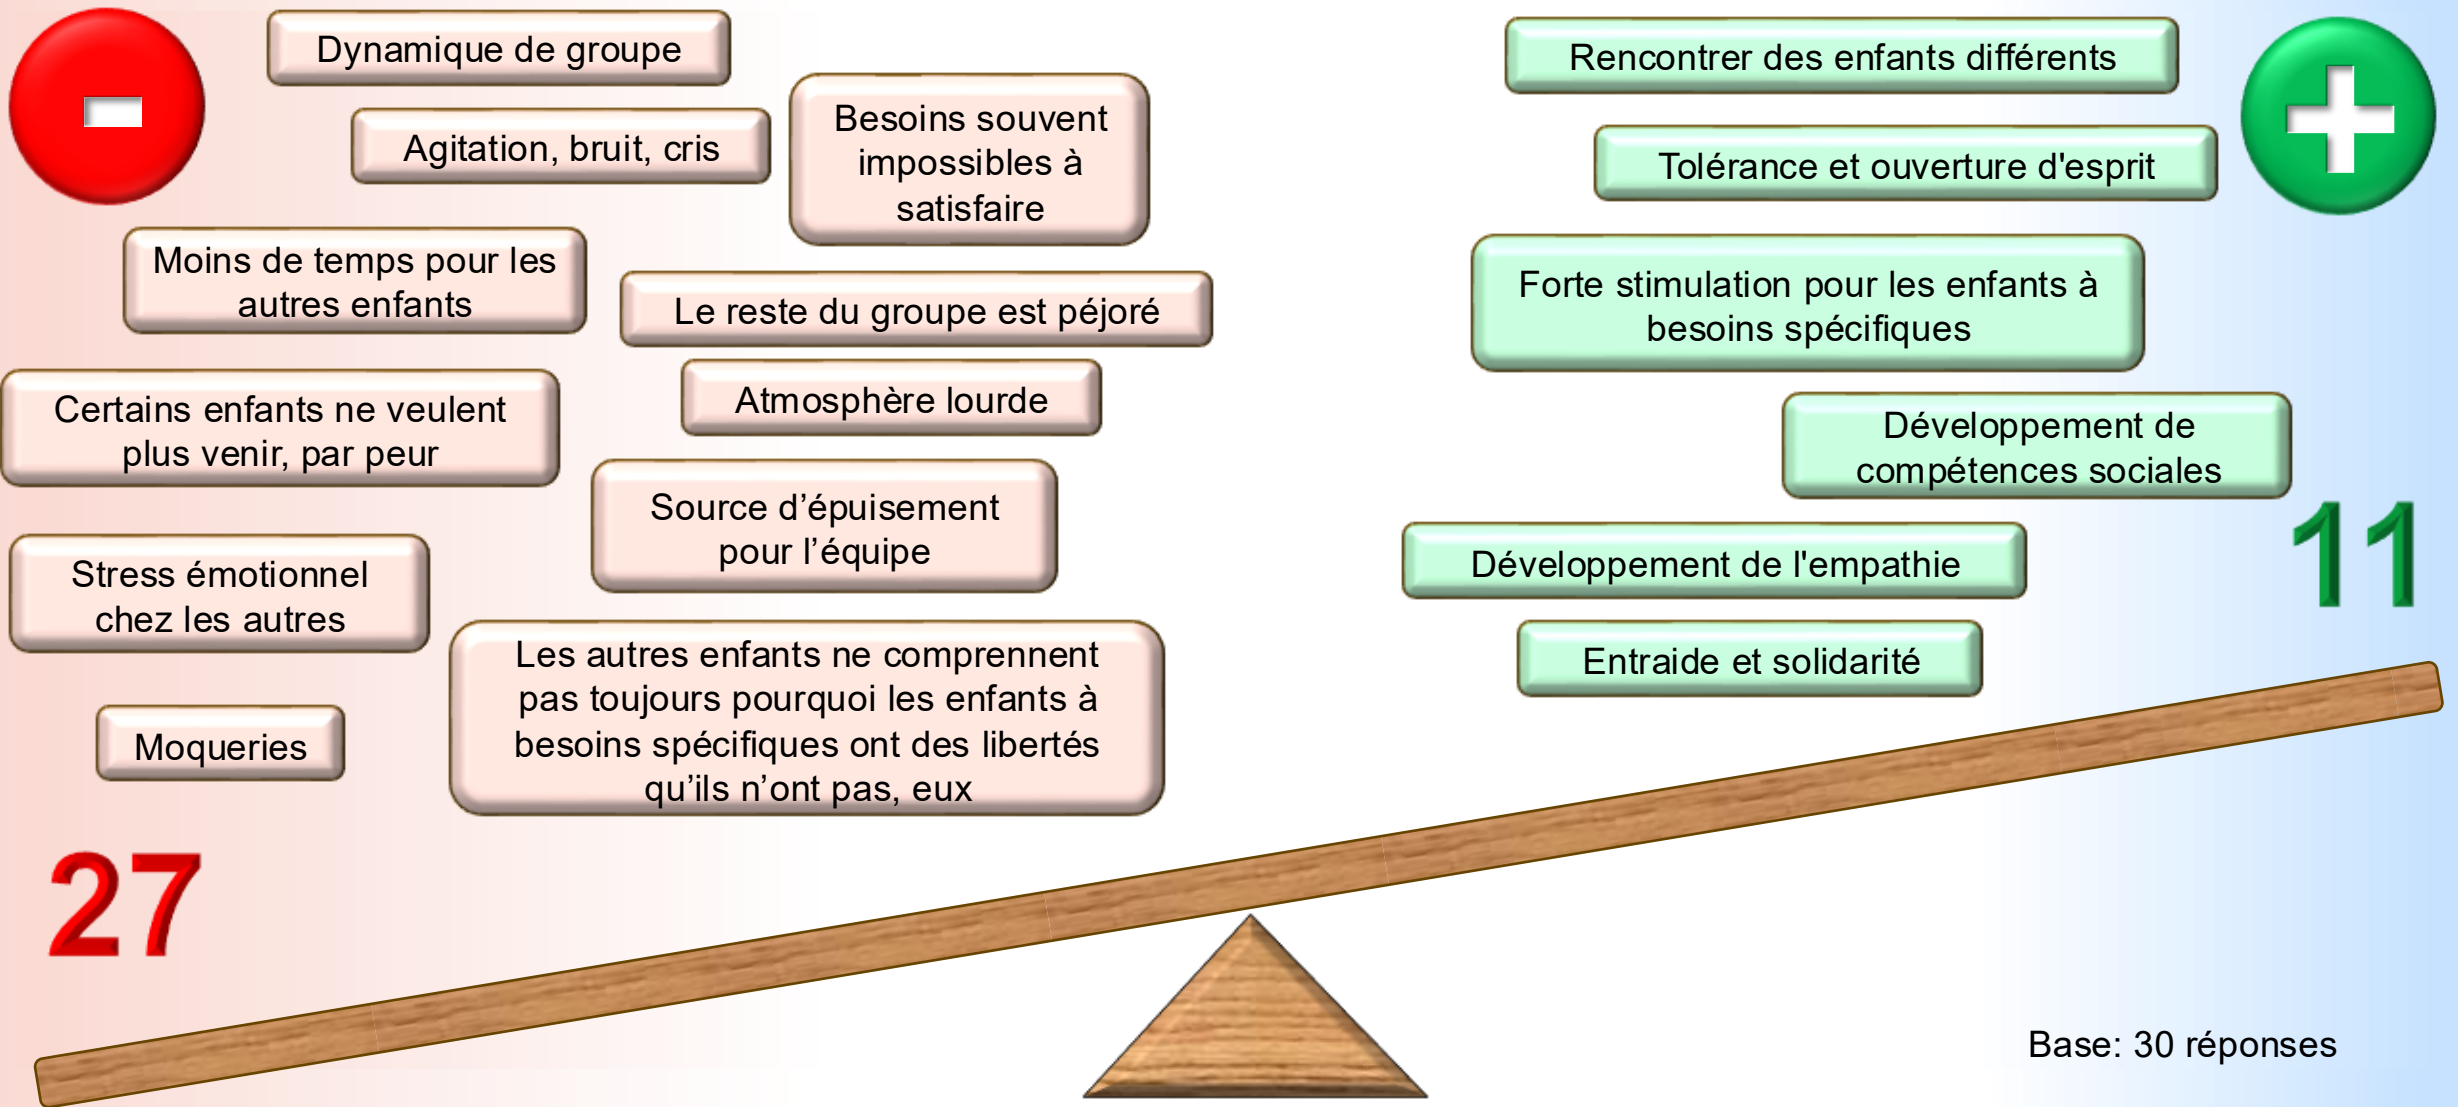 Dynamique de groupe
Agitation, bruit, cris
Besoins souvent
impossibles à
satisfaire
Moins de temps pour les
autres enfants
Le reste du groupe est péjoré
Certains enfants ne veulent
plus venir, par peur
Atmosphère lourde
Source d’épuisement
pour l’équipe
Stress émotionnel
chez les autres
Les autres enfants ne comprennent
pas toujours pourquoi les enfants à
besoins spécifiques ont des libertés
qu’ils n’ont pas, eux
Moqueries
27
Rencontrer des enfants différents
Tolérance et ouverture d'esprit
Forte stimulation pour les enfants à
besoins spécifiques
Développement de
compétences sociales
11
Développement de l'empathie
Entraide et solidarité
Base: 30 réponses